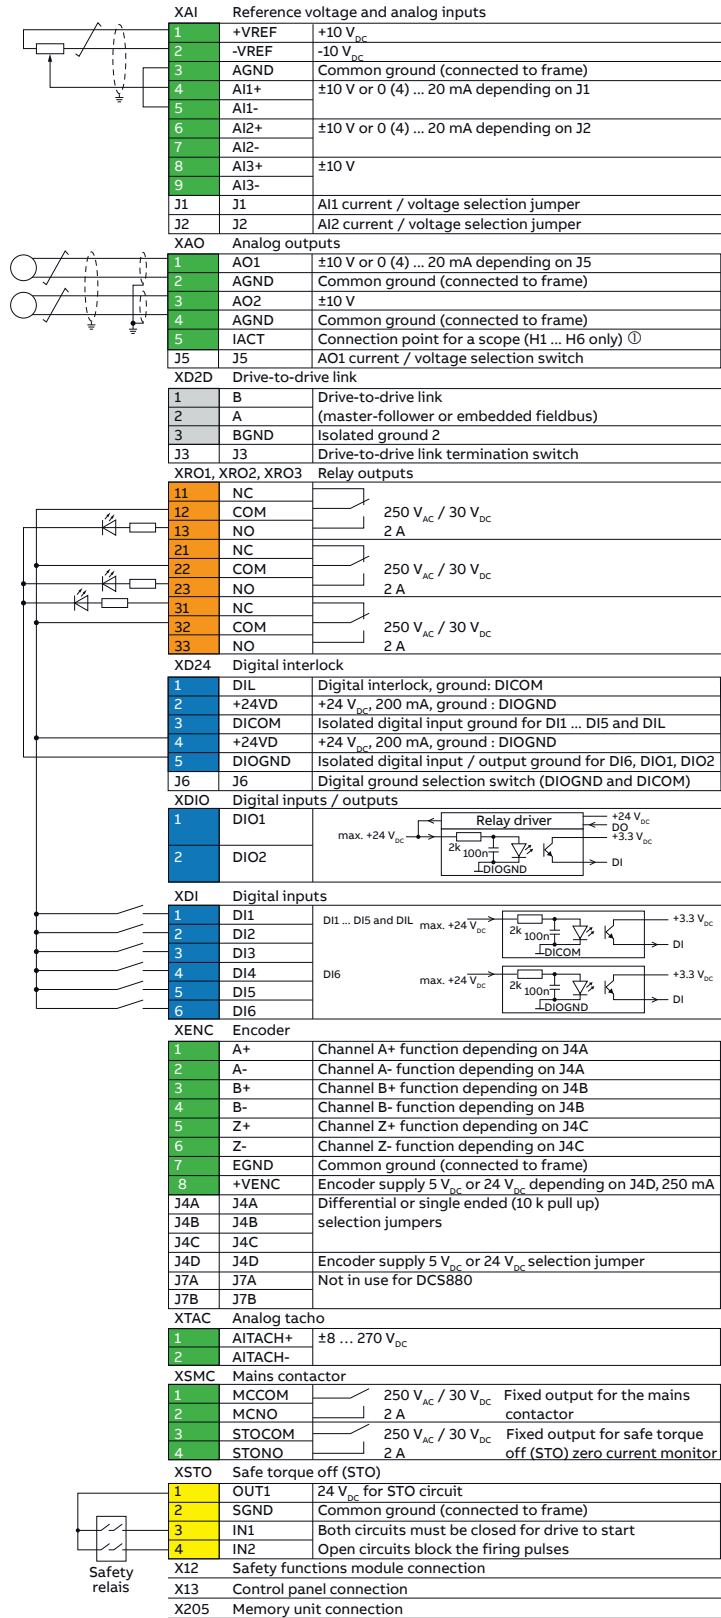 XAI Reference voltage and analog inputs
1 +VREF +10 VDC
2 -VREF -10 VDC
3 AGND Common ground (connected to frame)
4 AI1+ ±10 V or 0 (4) ... 20 mA depending on J1
5 AI1-
6 AI2+ ±10 V or 0 (4) ... 20 mA depending on J2
7 AI2-
8 AI3+ ±10 V
9 AI3-
J1 J1 AI1 current / voltage selection jumper
J2 J2 AI2 current / voltage selection jumper
XAO Analog outputs
1 AO1 ±10 V or 0 (4) ... 20 mA depending on J5
2 AGND Common ground (connected to frame)
3 AO2 ±10 V
4 AGND Common ground (connected to frame)
5 IACT Connection point for a scope (H1 ... H6 only) ①
J5 J5 AO1 current / voltage selection switch
XD2D Drive-to-drive link
1 B Drive-to-drive link
2 A (master-follower or embedded fieldbus)
3 BGND Isolated ground 2
J3 J3 Drive-to-drive link termination switch
XRO1, XRO2, XRO3 Relay outputs
11 NC
12 COM 250 VAC / 30 VDC
13 NO 2 A
21 NC
22 COM 250 VAC / 30 VDC
23 NO 2 A
31 NC
32 COM 250 VAC / 30 VDC
33 NO 2 A
XD24 Digital interlock
1 DIL Digital interlock, ground: DICOM
2 +24VD +24 VDC, 200 mA, ground : DIOGND
3 DICOM Isolated digital input ground for DI1 ... DI5 and DIL
4 +24VD +24 VDC, 200 mA, ground : DIOGND
5 DIOGND Isolated digital input / output ground for DI6, DIO1, DIO2
J6 J6 Digital ground selection switch (DIOGND and DICOM)
XDIO Digital inputs / outputs
1 DIO1 Relay driver +24 VDC
DO
max. +24 VDC +3.3 VDC
2k 100n
2 DIO2 DIOGND DI
XDI Digital inputs
1 DI1 DI1 ... DI5 and DIL max. +24 VDC 2k 100n +3.3 VDC
2 DI2 DI
3 DI3 DICOM
4 DI4 DI6 max. +24 VDC 2k 100n +3.3 VDC
5 DI5 DI
6 DI6 DIOGND
XENC Encoder
1 A+ Channel A+ function depending on J4A
2 A- Channel A- function depending on J4A
3 B+ Channel B+ function depending on J4B
4 B- Channel B- function depending on J4B
5 Z+ Channel Z+ function depending on J4C
6 Z- Channel Z- function depending on J4C
7 EGND Common ground (connected to frame)
8 +VENC Encoder supply 5 VDC or 24 VDC depending on J4D, 250 mA
J4A J4A Differential or single ended (10 k pull up)
J4B J4B selection jumpers
J4C J4C
J4D J4D Encoder supply 5 VDC or 24 VDC selection jumper
J7A J7A Not in use for DCS880
J7B J7B
XTAC Analog tacho
1 AITACH+ ±8 ... 270 VDC
2 AITACH-
XSMC Mains contactor
1 MCCOM 250 VAC / 30 VDC Fixed output for the mains
2 MCNO 2 A contactor
3 STOCOM 250 VAC / 30 VDC Fixed output for safe torque
4 STONO 2 A off (STO) zero current monitor
XSTO Safe torque off (STO)
1 OUT1 24 VDC for STO circuit
2 SGND Common ground (connected to frame)
3 IN1 Both circuits must be closed for drive to start
4 IN2 Open circuits block the firing pulses
Safety
relais
X12 Safety functions module connection
X13 Control panel connection
X205 Memory unit connection